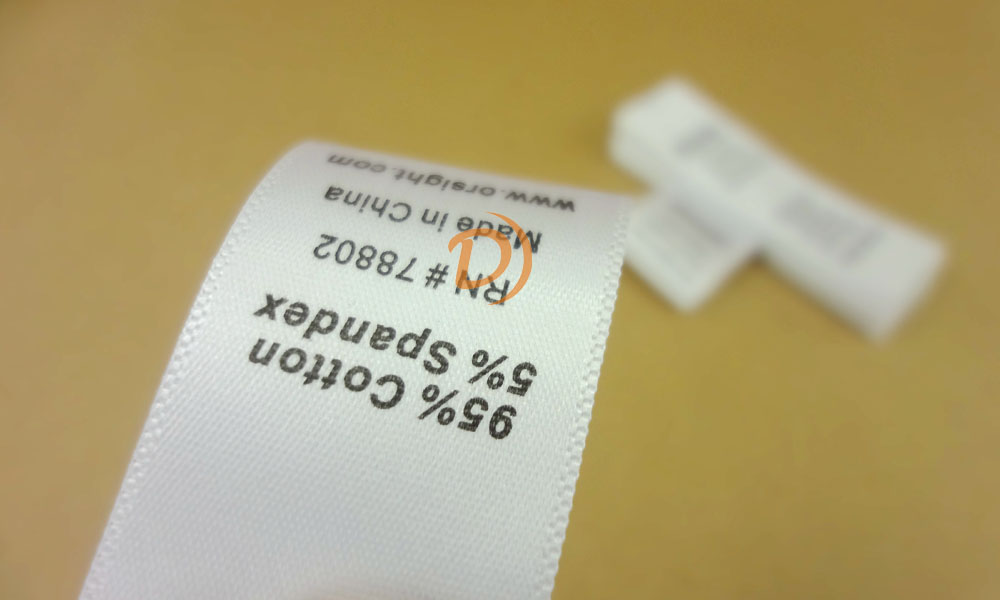 95% Cotton
5% Spandex
RN # 78802
Made in China
www.orsight.com